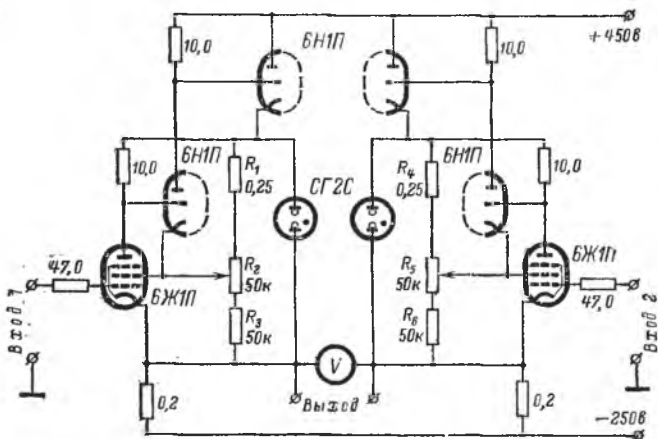 +450в
10,0
6Н1П
10,0
10,0
6Н1П
R₁
0,25
СГ2С
R₄
0,25
6Н1П
10,0
47,0
6Ж1П
R₂
50к
R₅
50к
6Ж1П
47,0
Вход 1
R₃
50к
R₆
50к
Вход 2
V
0,2
Выход
0,2
−250в